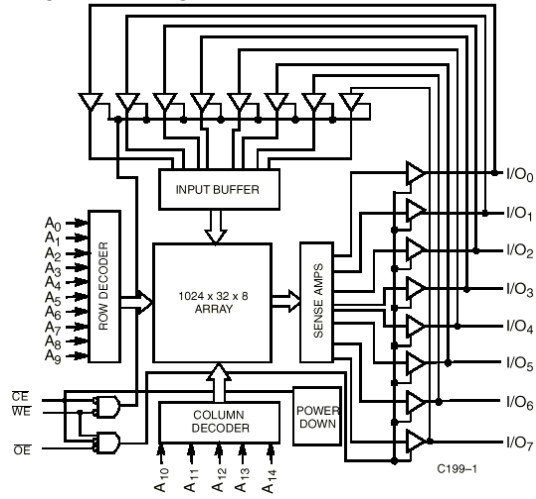 INPUT BUFFER
I/O0
I/O1
I/O2
I/O3
I/O4
I/O5
I/O6
I/O7
A0
A1
A2
A3
A4
A5
A6
A7
A8
A9
ROW DECODER
1024 x 32 x 8
ARRAY
SENSE AMPS
CE
WE
OE
COLUMN
DECODER
POWER
DOWN
A10
A11
A12
A13
A14
C199–1